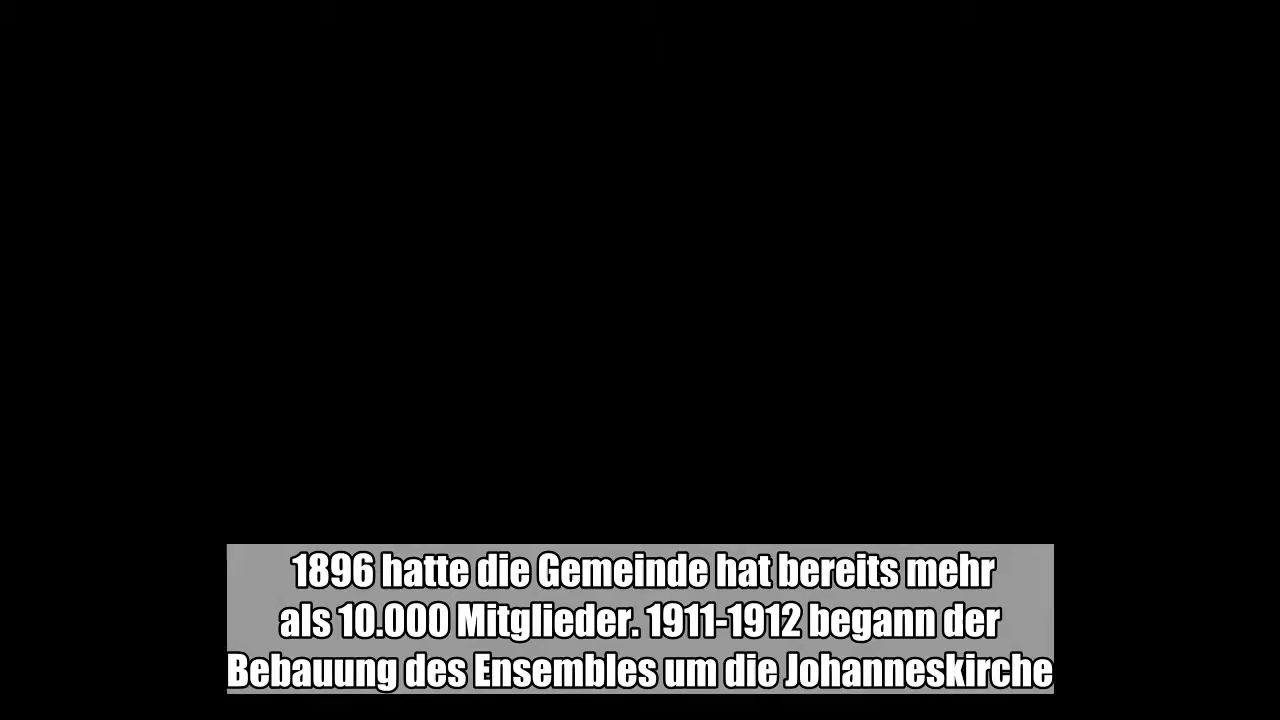 1896 hatte die Gemeinde hat bereits mehr
als 10.000 Mitglieder. 1911-1912 begann der
Bebauung des Ensembles um die Johanneskirche